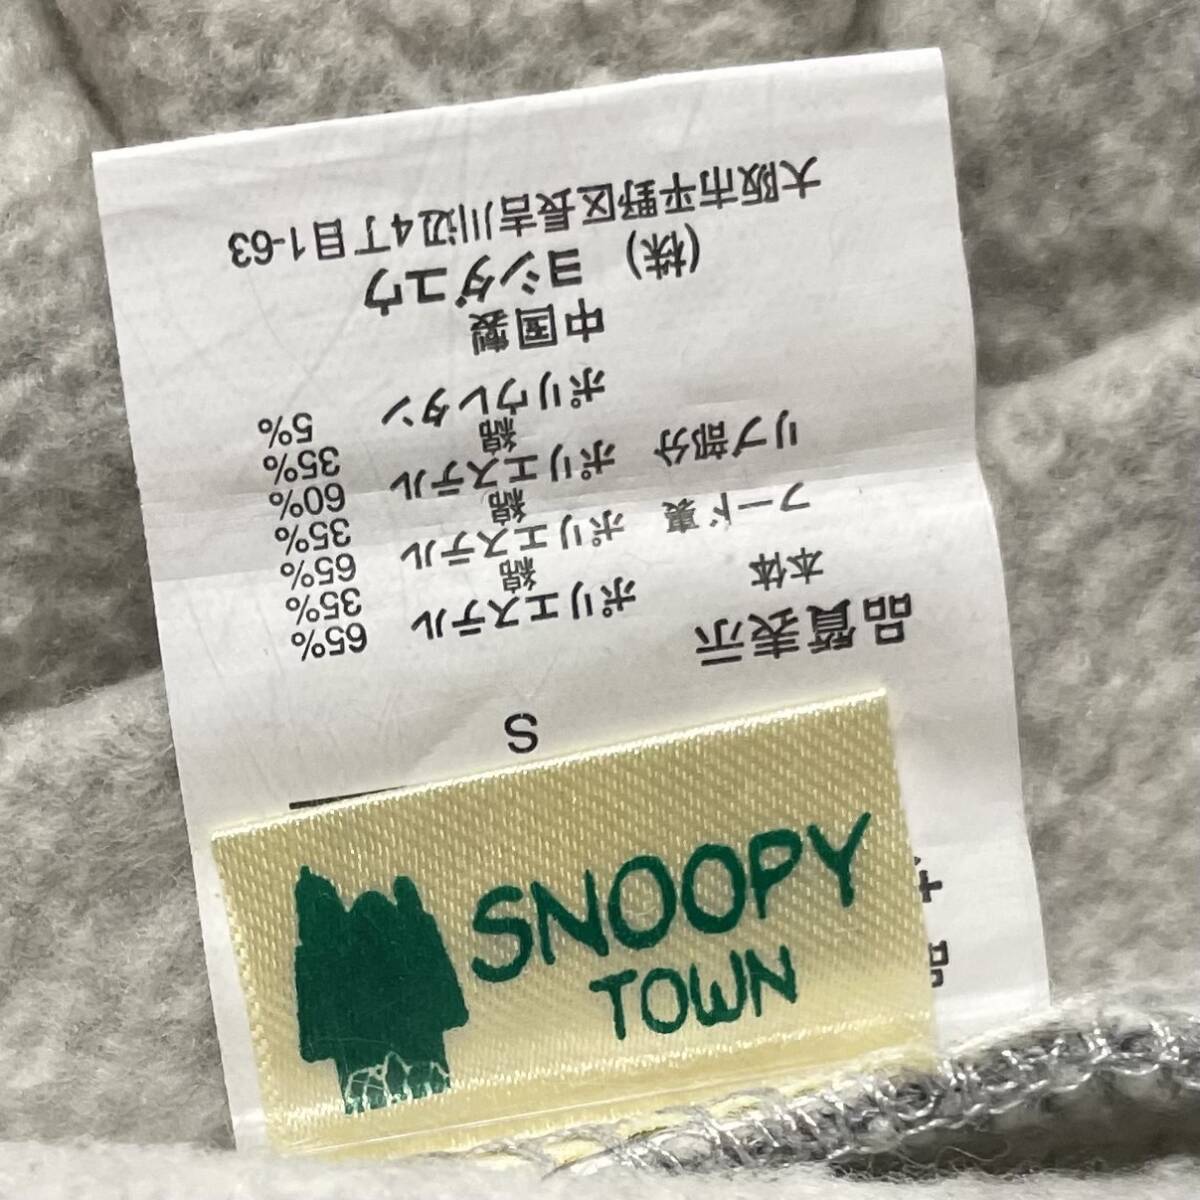 S
品質表示
本体 ポリエステル 65%
綿 35%
フード裏 ポリエステル 65%
綿 35%
リブ部分 ポリエステル 60%
綿 35%
ポリウレタン 5%
中国製
(株) ヨシダユウ
大阪市平野区長吉川辺4丁目1-63
SNOOPY
TOWN